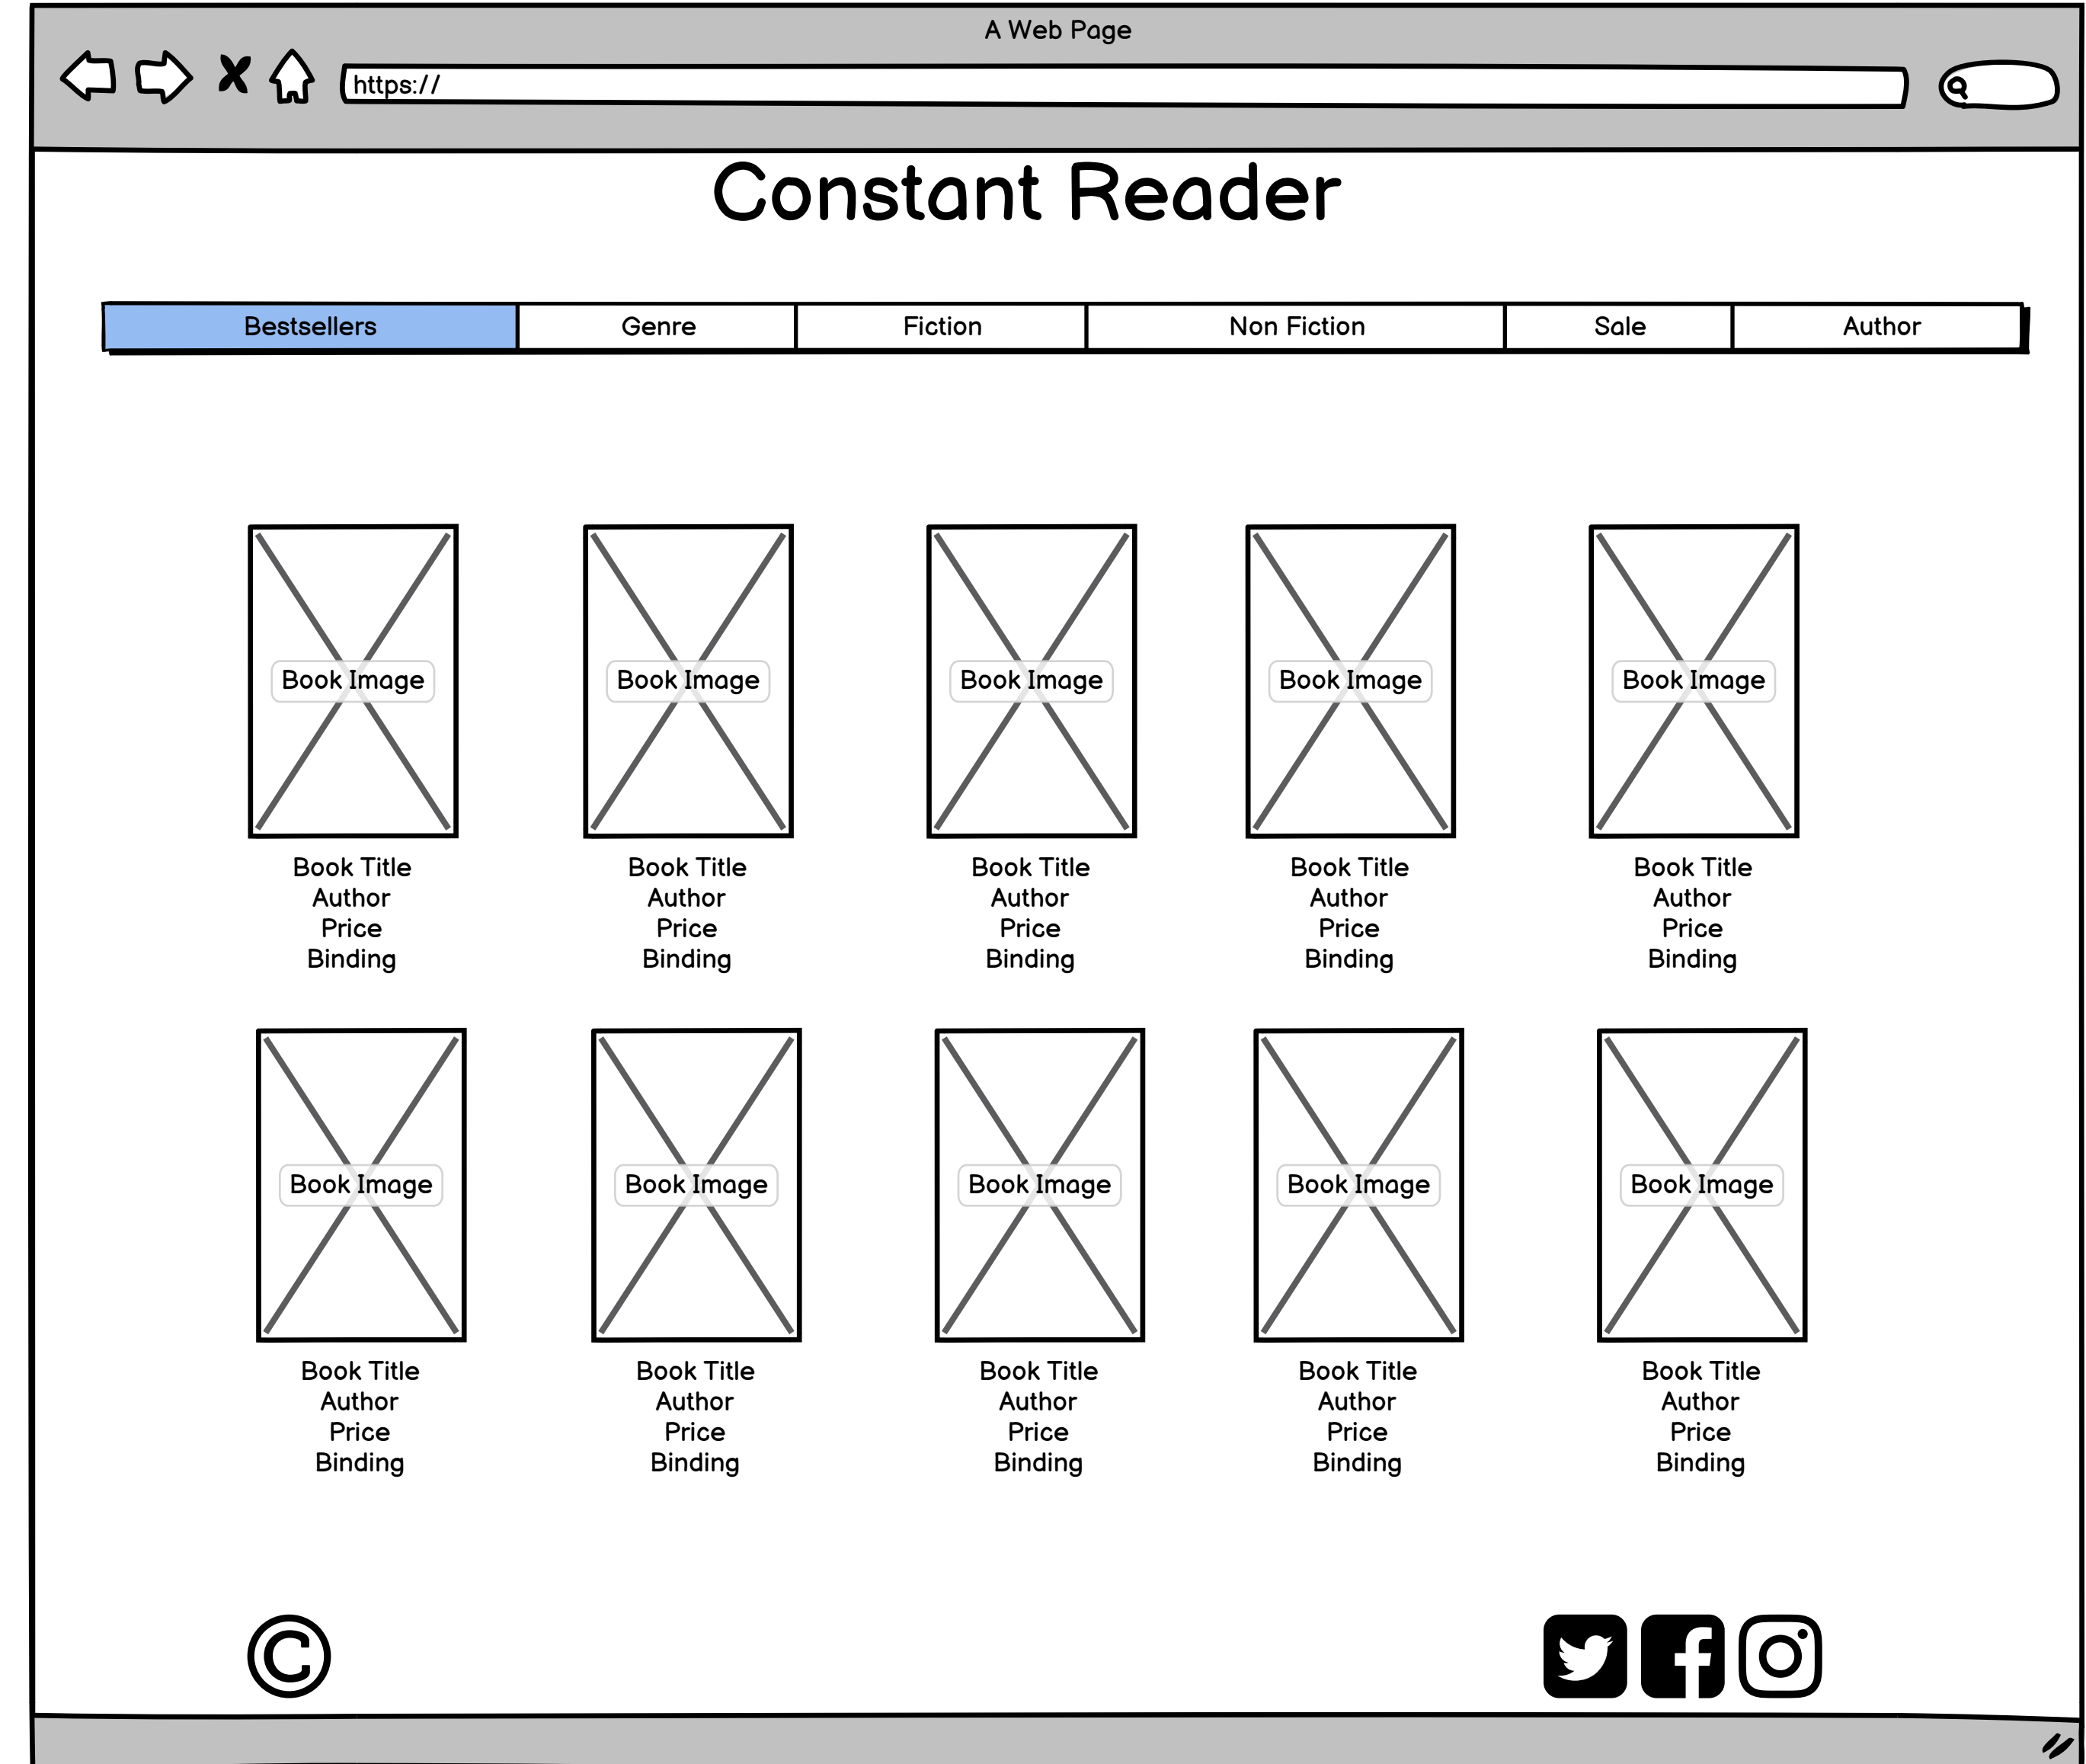 A Web Page
https://
Constant Reader
Bestsellers Genre Fiction Non Fiction Sale Author
Book Image Book Image Book Image Book Image Book Image
Book Title Book Title Book Title Book Title Book Title
Author Author Author Author Author
Price Price Price Price Price
Binding Binding Binding Binding Binding
Book Image Book Image Book Image Book Image Book Image
Book Title Book Title Book Title Book Title Book Title
Author Author Author Author Author
Price Price Price Price Price
Binding Binding Binding Binding Binding
©